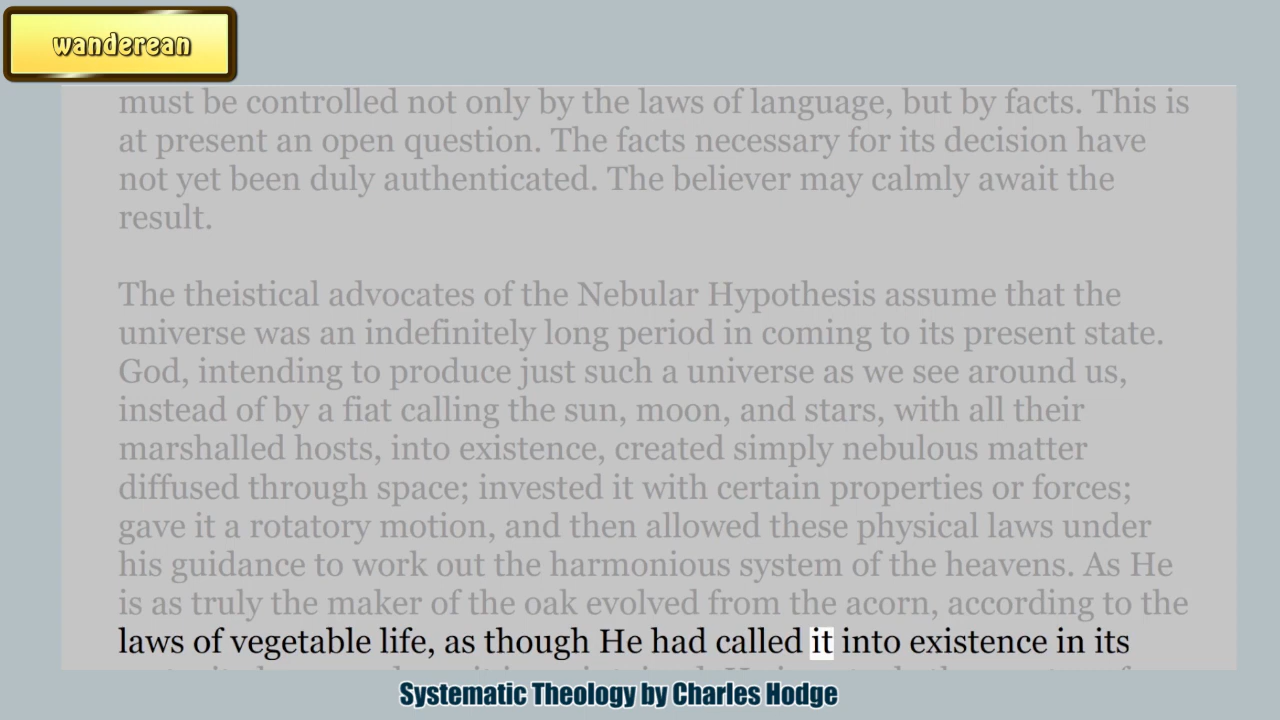 wanderean
must be controlled not only by the laws of language, but by facts. This is
at present an open question. The facts necessary for its decision have
not yet been duly authenticated. The believer may calmly await the
result.
The theistical advocates of the Nebular Hypothesis assume that the
universe was an indefinitely long period in coming to its present state.
God, intending to produce just such a universe as we see around us,
instead of by a fiat calling the sun, moon, and stars, with all their
marshalled hosts, into existence, created simply nebulous matter
diffused through space; invested it with certain properties or forces;
gave it a rotatory motion, and then allowed these physical laws under
his guidance to work out the harmonious system of the heavens. As He
is as truly the maker of the oak evolved from the acorn, according to the
laws of vegetable life, as though He had called it into existence in its
Systematic Theology by Charles Hodge